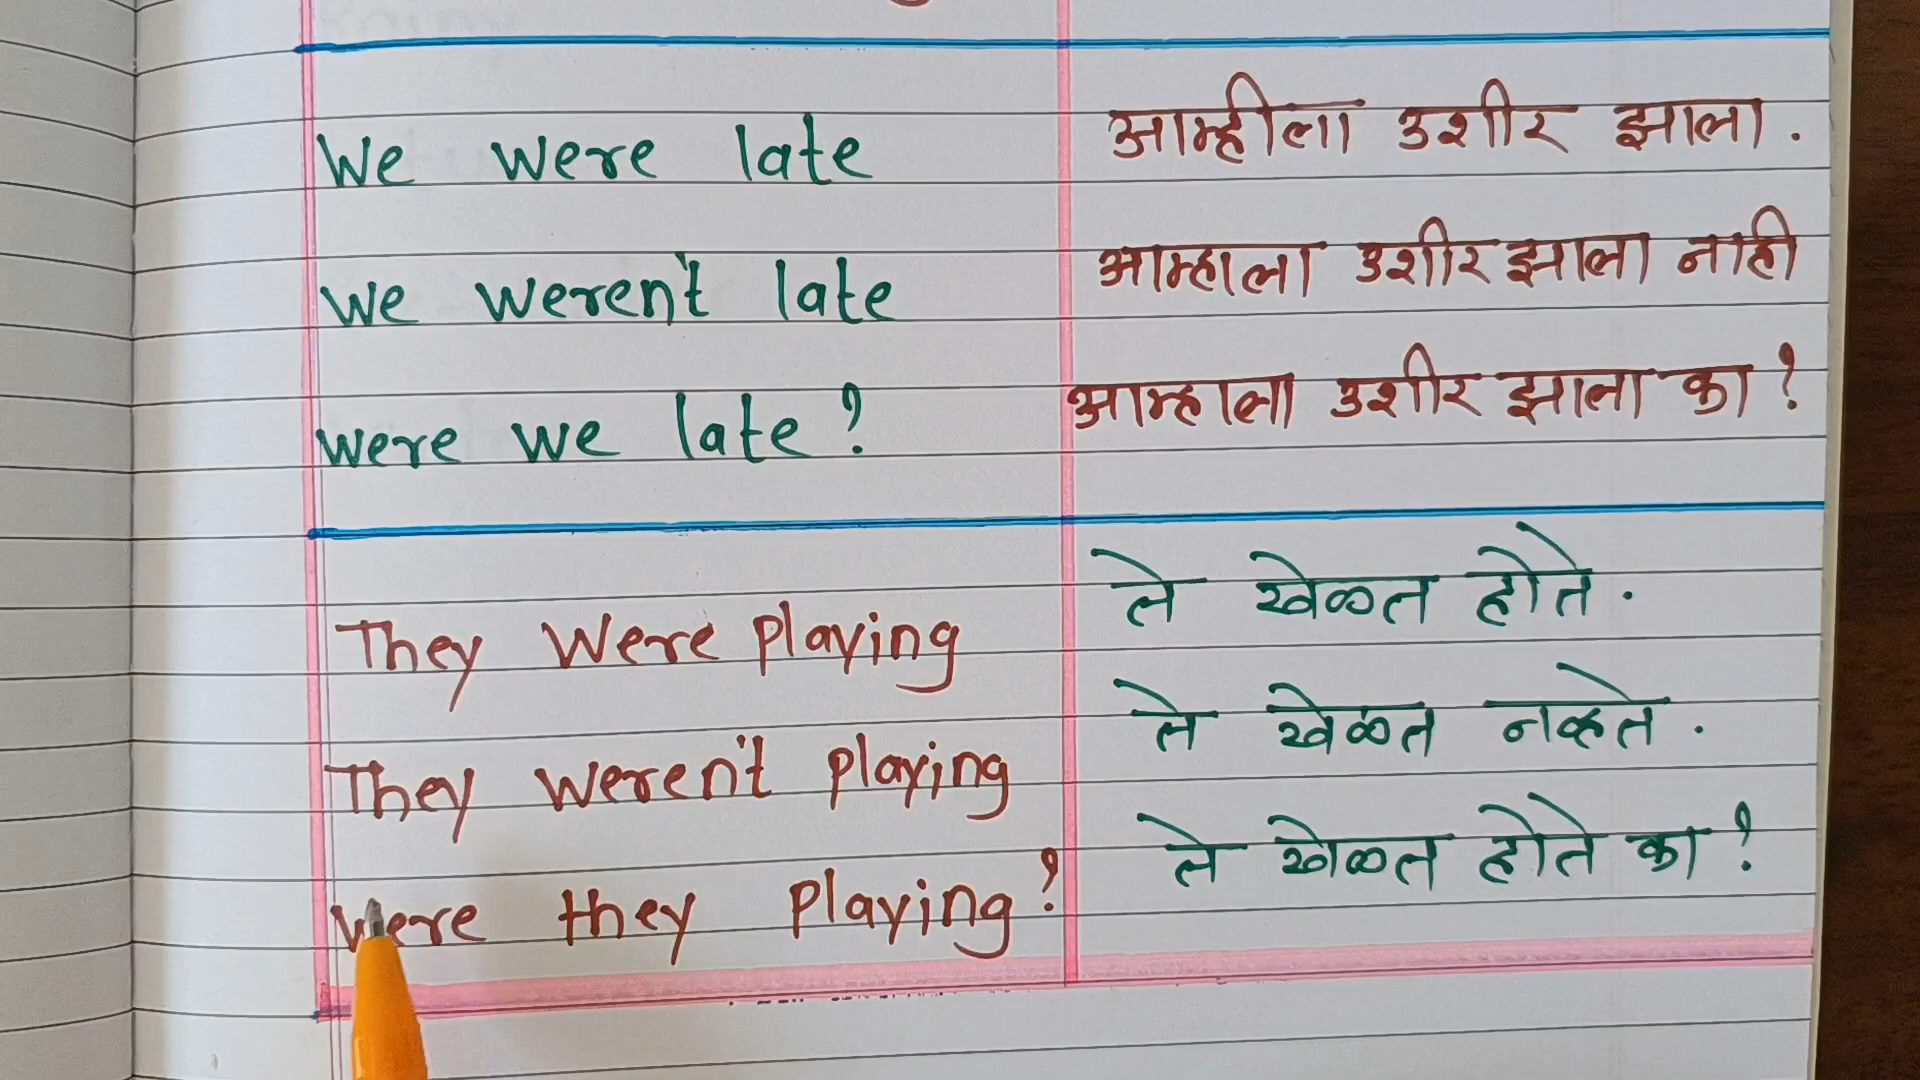 We were late आम्हीला उशीर झाला .
We weren't late आम्हाला उशीर झाला नाही
were we late ? आम्हाला उशीर झाला का ?
They were playing ते खेळत होते .
They weren't playing ते खेळत नव्हते .
were they playing ? ते खेळत होते का ?